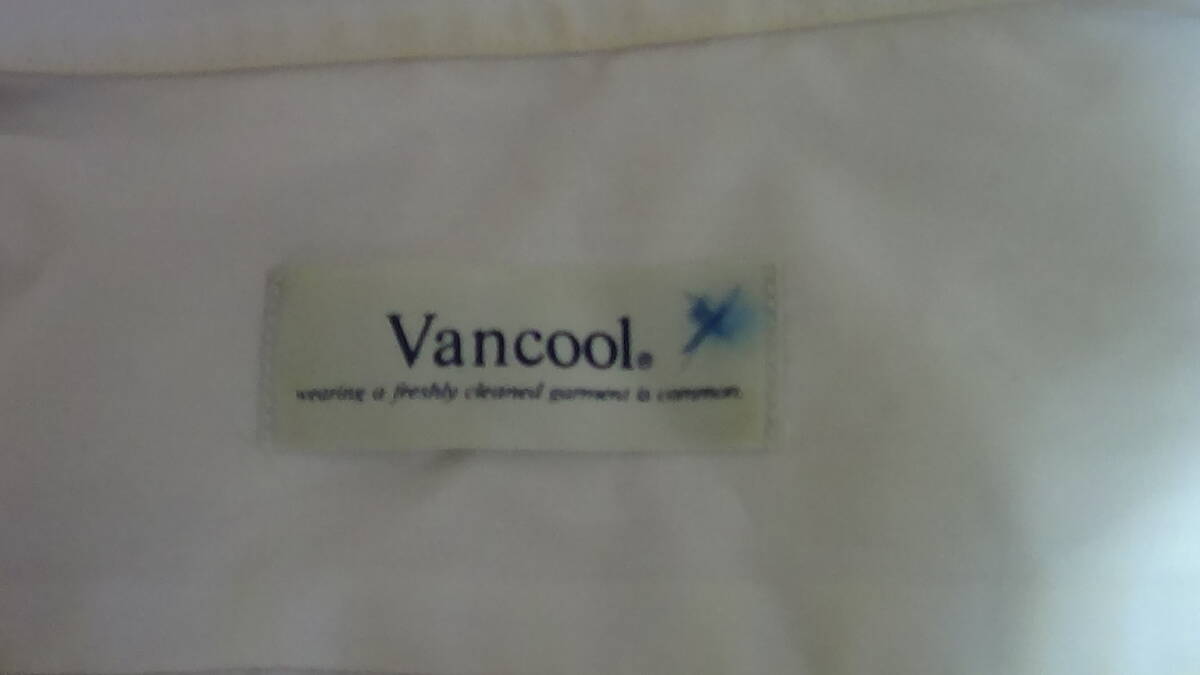 Vancool®
wearing a freshly cleaned garment is common.